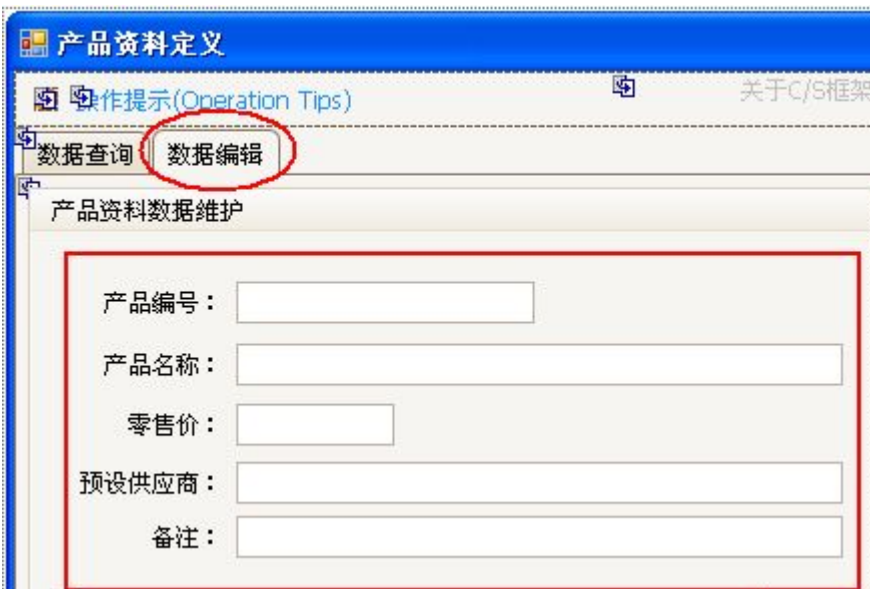 产品资料定义
操作提示(Operation Tips)
关于C/S框架
数据查询
数据编辑
产品资料数据维护
产品编号：
产品名称：
零售价：
预设供应商：
备注：